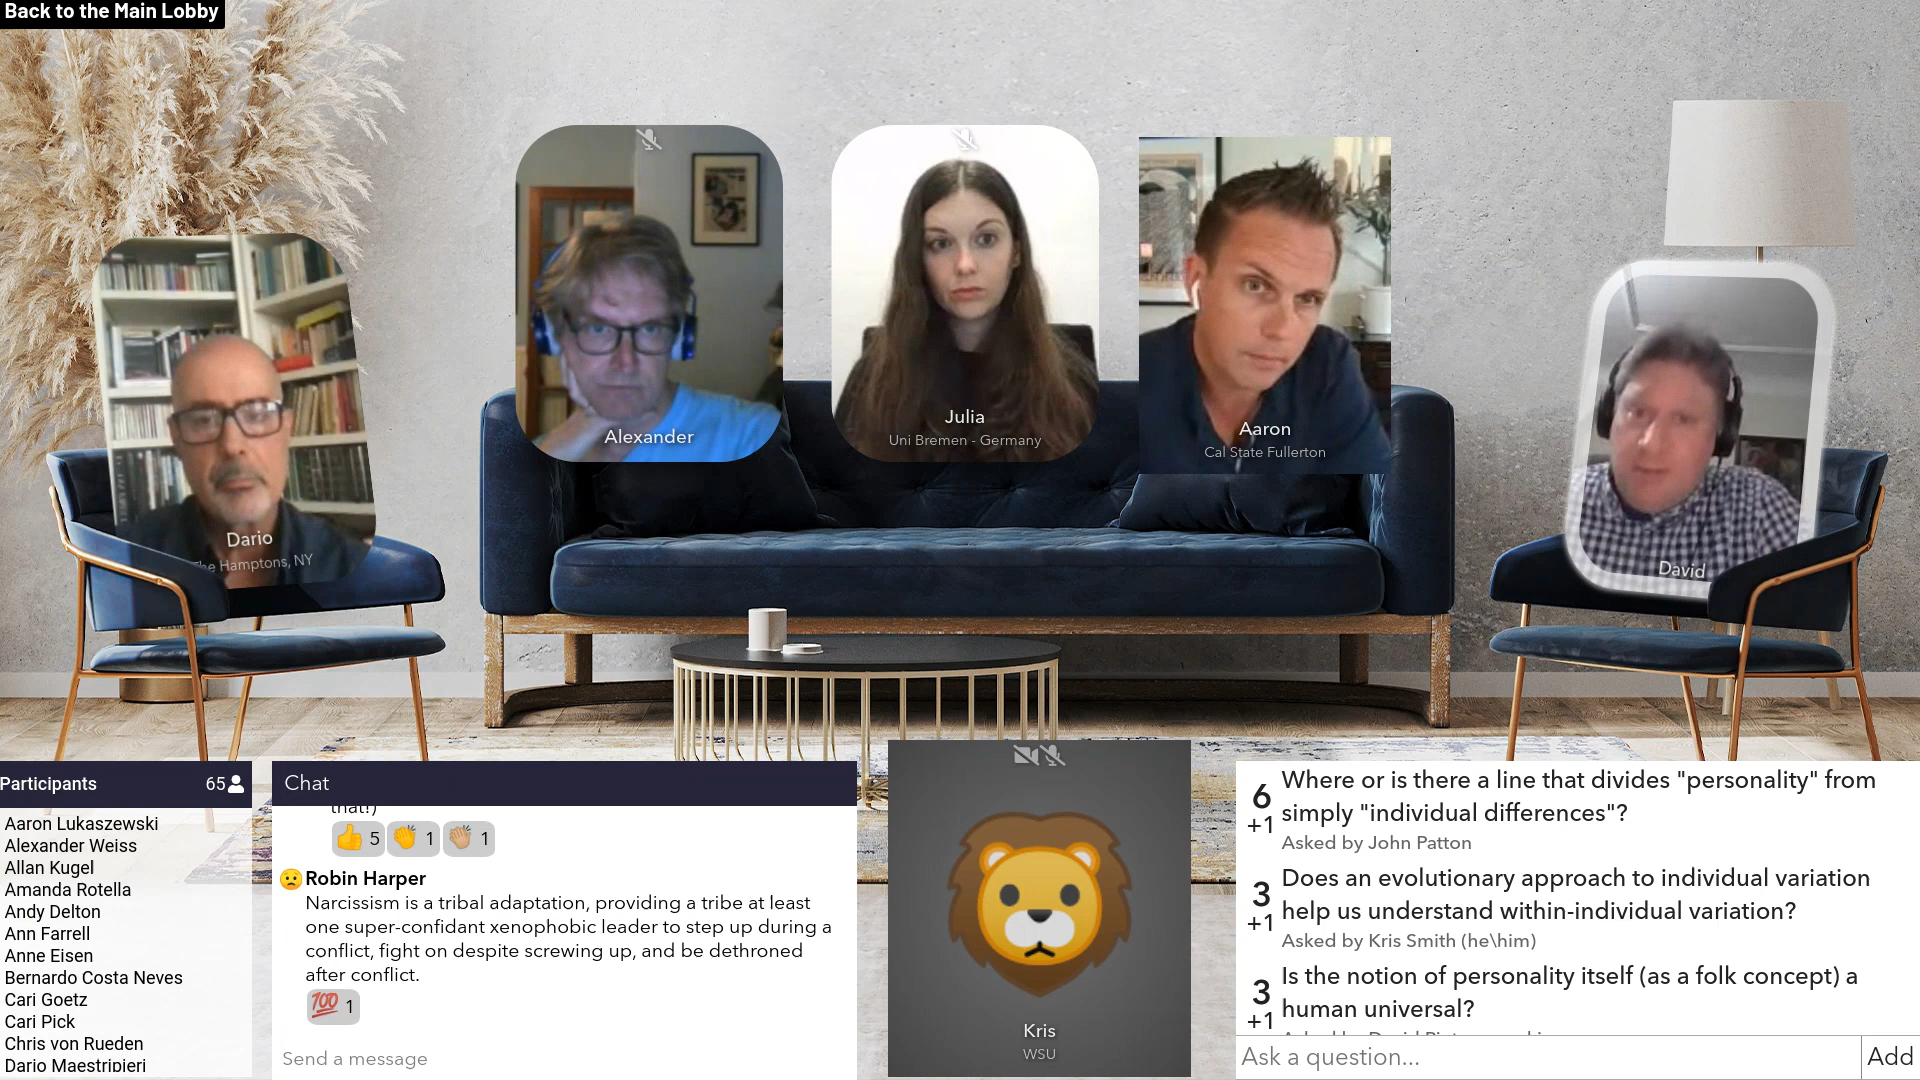 Back to the Main Lobby
Alexander
Julia
Uni Bremen - Germany
Aaron
Cal State Fullerton
Dario
The Hamptons, NY
David
Participants
65
Aaron Lukaszewski
Alexander Weiss
Allan Kugel
Amanda Rotella
Andy Delton
Ann Farrell
Anne Eisen
Bernardo Costa Neves
Cari Goetz
Cari Pick
Chris von Rueden
Dario Maestripieri
Chat
that!)
5
1
1
Robin Harper
Narcissism is a tribal adaptation, providing a tribe at least
one super-confidant xenophobic leader to step up during a
conflict, fight on despite screwing up, and be dethroned
after conflict.
100 1
Send a message
Kris
WSU
6
+1
Where or is there a line that divides "personality" from
simply "individual differences"?
Asked by John Patton
3
+1
Does an evolutionary approach to individual variation
help us understand within-individual variation?
Asked by Kris Smith (he\him)
3
+1
Is the notion of personality itself (as a folk concept) a
human universal?
Ask a question...
Add